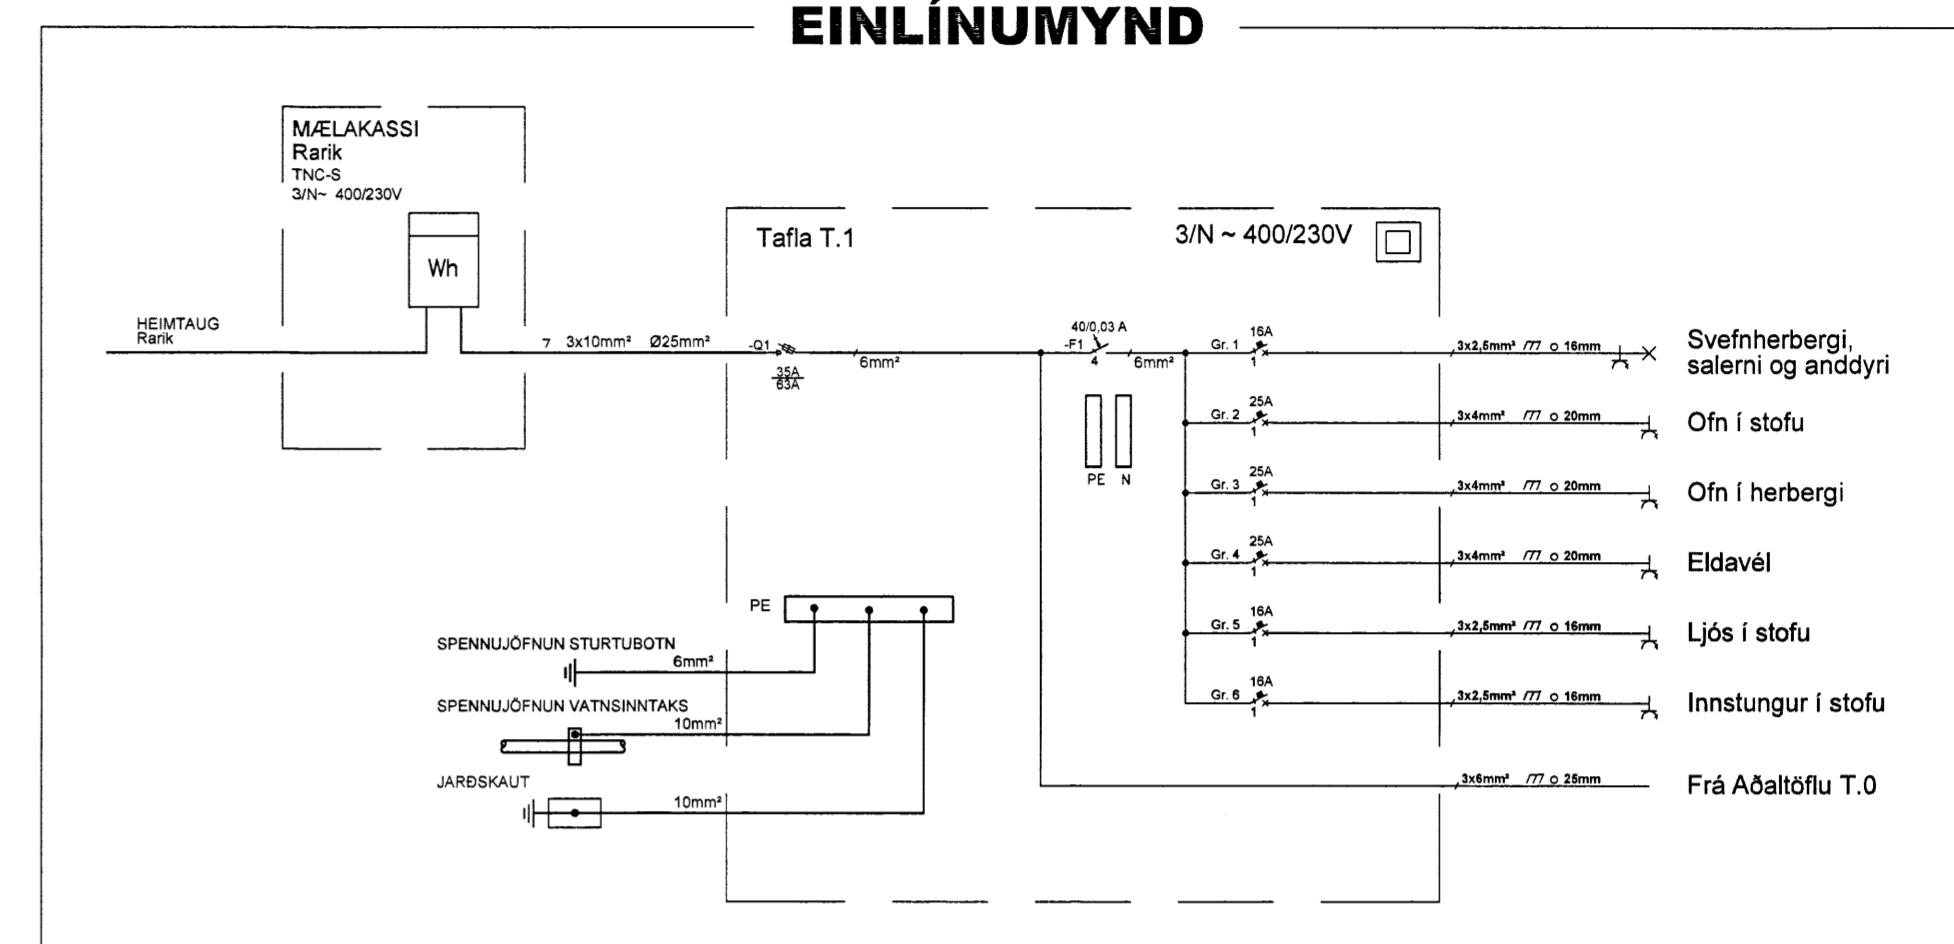 EINLÍNUMYND
MÆLAKASSI
Rarik
TNC-S
3/N~ 400/230V
Wh
HEIMTAUG
Rarik
7 3x10mm² Ø25mm²
Tafla T.1
3/N ~ 400/230V
-Q1
35A
63A
6mm²
40/0,03 A
-F1
4
6mm²
PE N
Gr. 1
16A
1
3x2,5mm² /77 o 16mm
Svefnherbergi,
salerni og anddyri
Gr. 2
25A
1
3x4mm² /77 o 20mm
Ofn í stofu
Gr. 3
25A
1
3x4mm² /77 o 20mm
Ofn í herbergi
Gr. 4
25A
1
3x4mm² /77 o 20mm
Eldavél
Gr. 5
16A
1
3x2,5mm² /77 o 16mm
Ljós í stofu
Gr. 6
16A
1
3x2,5mm² /77 o 16mm
Innstungur í stofu
3x6mm² /77 o 25mm
Frá Aðaltöflu T.0
PE
SPENNUJÖFNUN STURTUBOTN
6mm²
SPENNUJÖFNUN VATNSINNTAKS
10mm²
JARÐSKAUT
10mm²